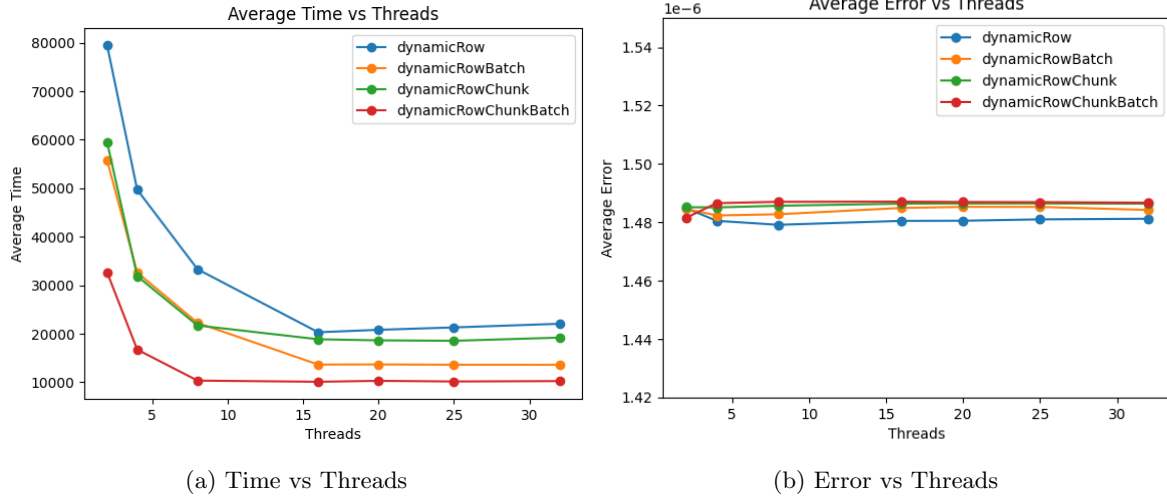 Average Time vs Threads
80000
70000
60000
50000
40000
30000
20000
10000
Average Time
5
10
15
20
25
30
Threads
dynamicRow
dynamicRowBatch
dynamicRowChunk
dynamicRowChunkBatch
(a) Time vs Threads
1e-6
Average Error vs Threads
1.54
1.52
1.50
1.48
1.46
1.44
1.42
Average Error
5
10
15
20
25
30
Threads
dynamicRow
dynamicRowBatch
dynamicRowChunk
dynamicRowChunkBatch
(b) Error vs Threads